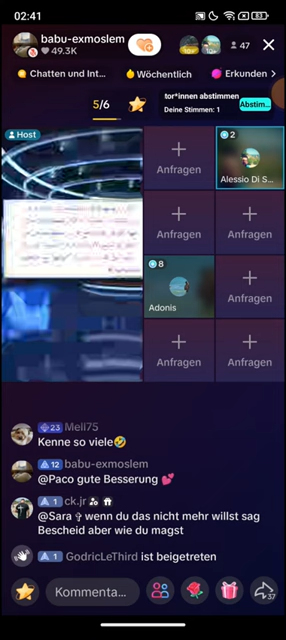 02:41
83
babu-exmoslem
49.3K
47
Chatten und Int...
Wöchentlich
Erkunden
5/6
tor*innen abstimmen
Deine Stimmen: 1
Abstim...
Host
Anfragen
2
Alessio Di S...
Anfragen
Anfragen
8
Adonis
Anfragen
Anfragen
Anfragen
23 Mell75
Kenne so viele🤣
12 babu-exmoslem
@Paco gute Besserung 💕
1 ck.jr
@Sara ✞ wenn du das nicht mehr willst sag
Bescheid aber wie du magst
1 GodricLeThird ist beigetreten
Kommenta...
37